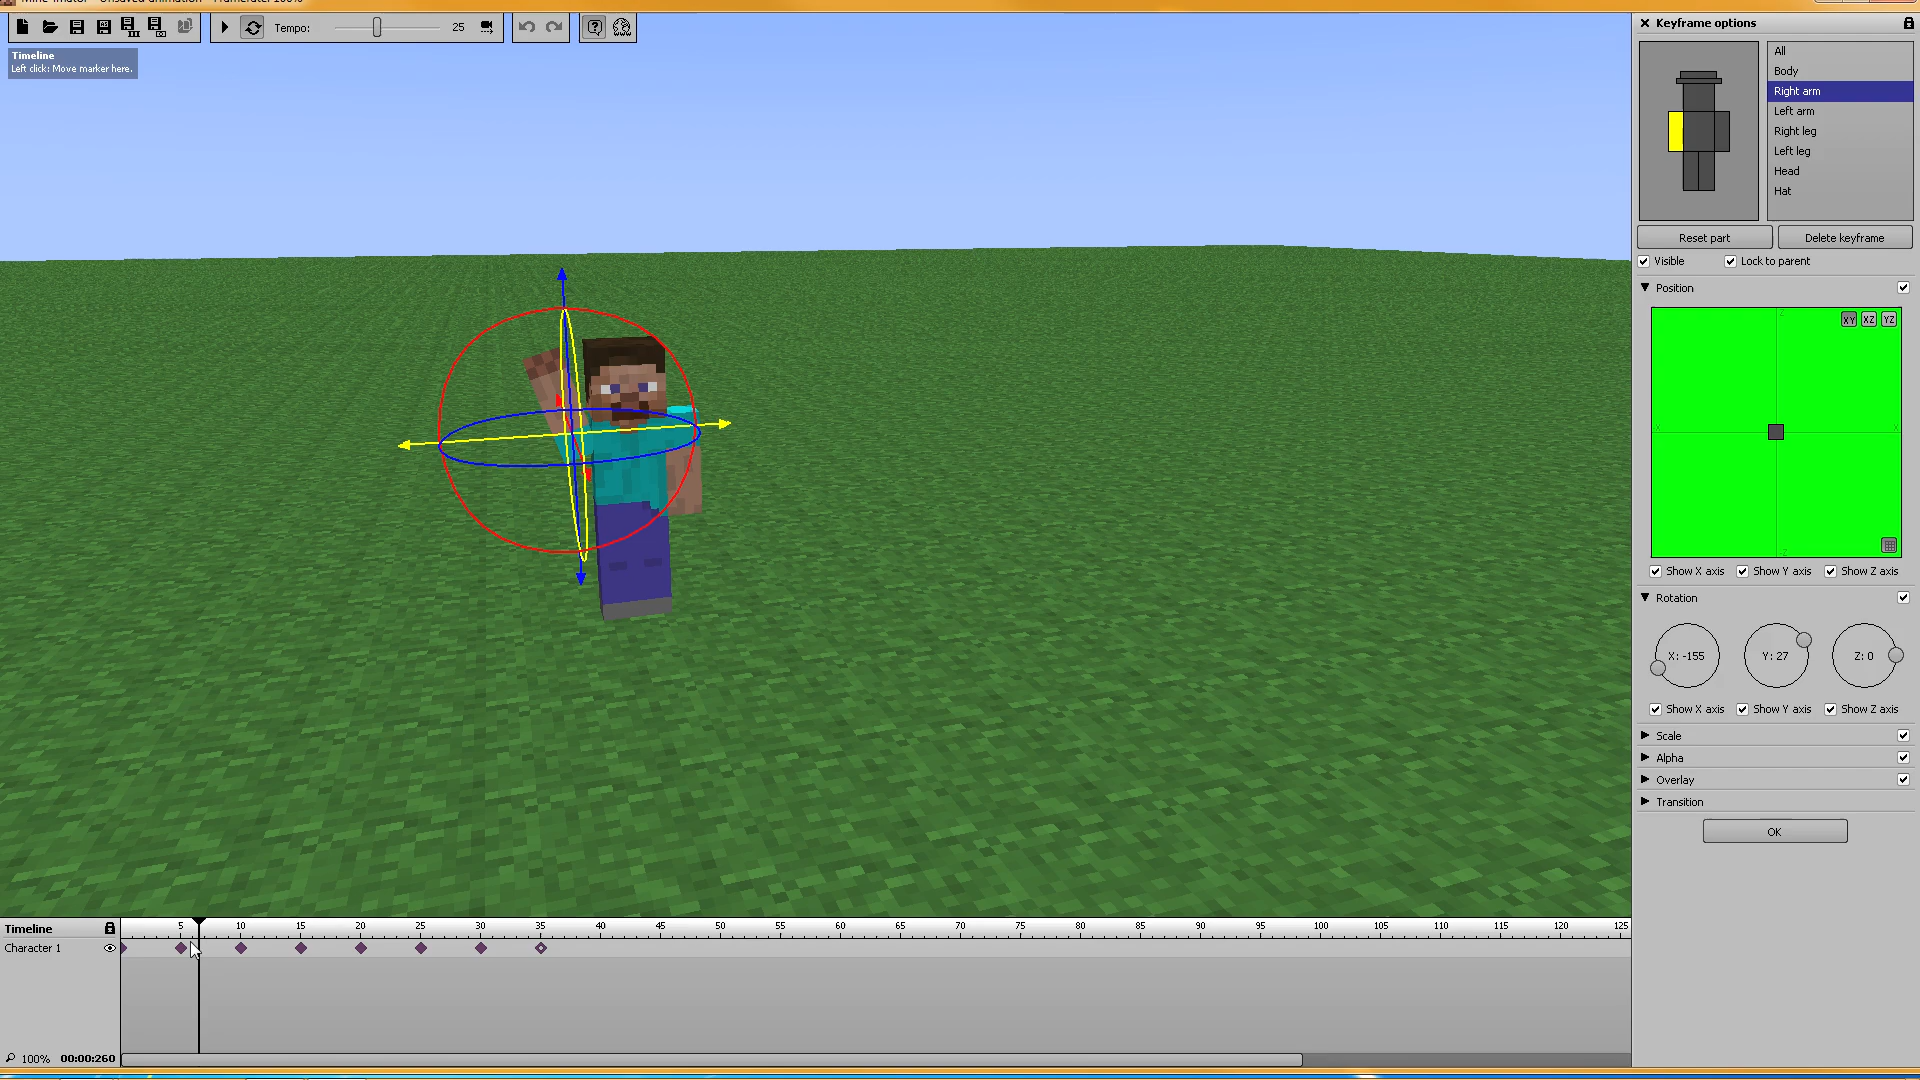 Tempo:
25
Timeline
Left click: Move marker here.
Keyframe options
All
Body
Right arm
Left arm
Right leg
Left leg
Head
Hat
Reset part
Delete keyframe
Visible
Lock to parent
Position
XY XZ YZ
Z
X X
-Z
Show X axis Show Y axis Show Z axis
Rotation
X: -155
Y: 27
Z: 0
Show X axis Show Y axis Show Z axis
Scale
Alpha
Overlay
Transition
OK
Timeline
5 10 15 20 25 30 35 40 45 50 55 60 65 70 75 80 85 90 95 100 105 110 115 120 125
Character 1
100% 00:00:260